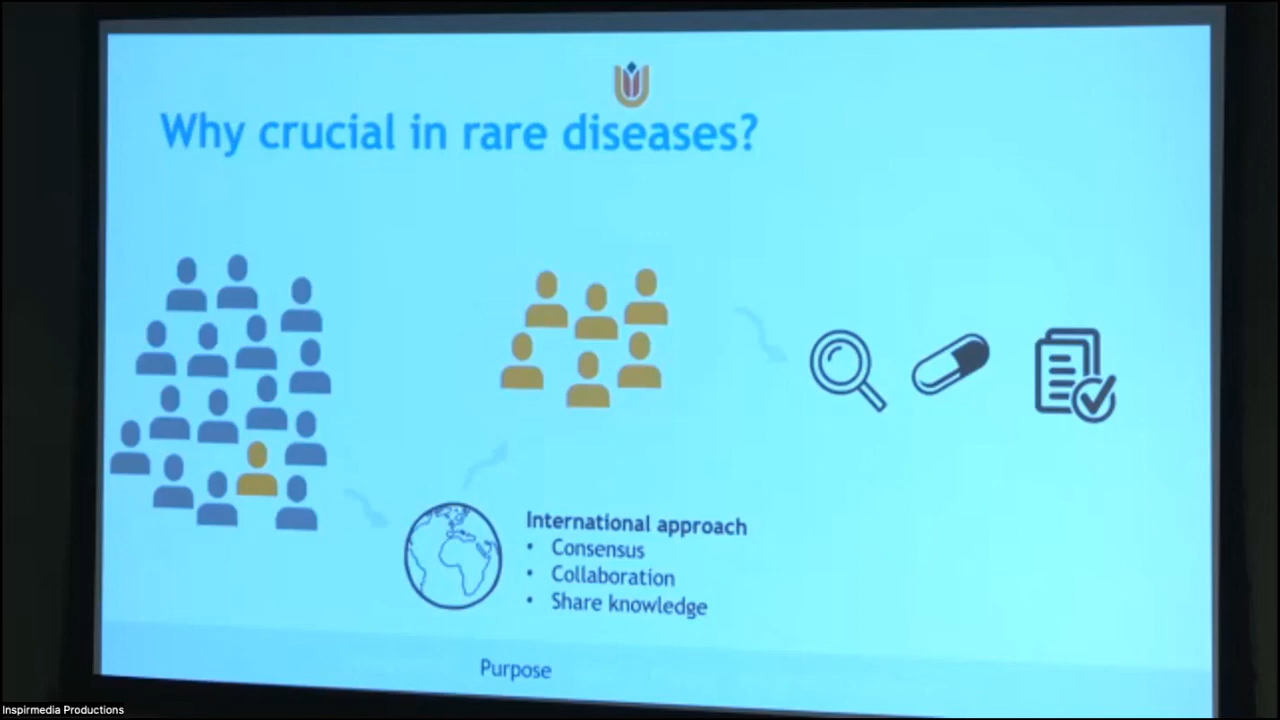 Why crucial in rare diseases?
International approach
• Consensus
• Collaboration
• Share knowledge
Purpose
Inspirmedia Productions